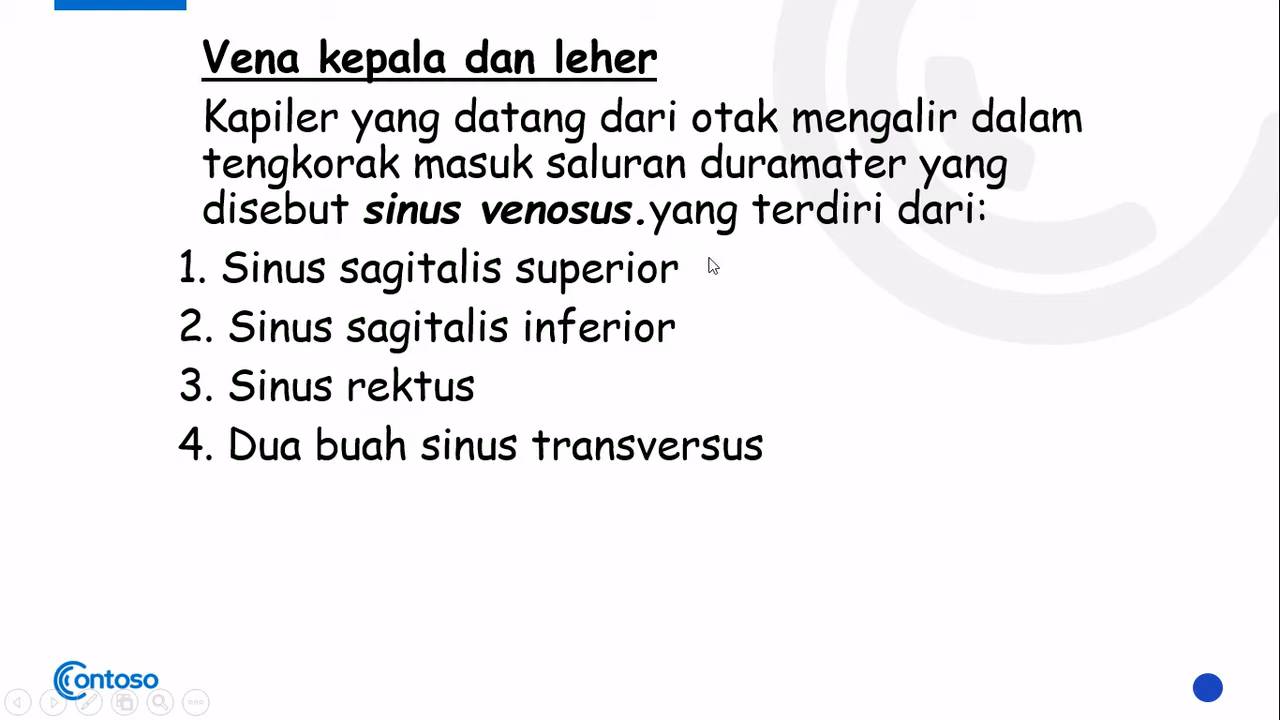 Vena kepala dan leher
Kapiler yang datang dari otak mengalir dalam
tengkorak masuk saluran duramater yang
disebut sinus venosus.yang terdiri dari:
1. Sinus sagitalis superior
2. Sinus sagitalis inferior
3. Sinus rektus
4. Dua buah sinus transversus
Contoso